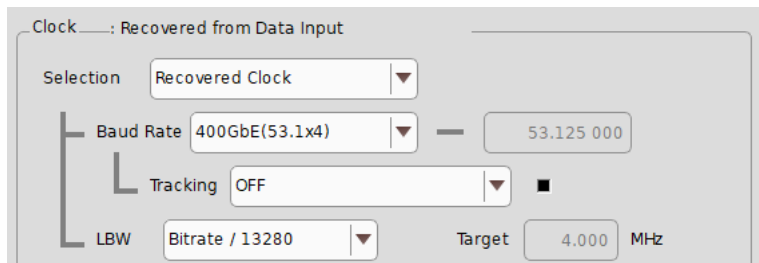 Clock : Recovered from Data Input
Selection Recovered Clock
Baud Rate 400GbE(53.1x4) 53.125 000
Tracking OFF
LBW Bitrate / 13280 Target 4.000 MHz